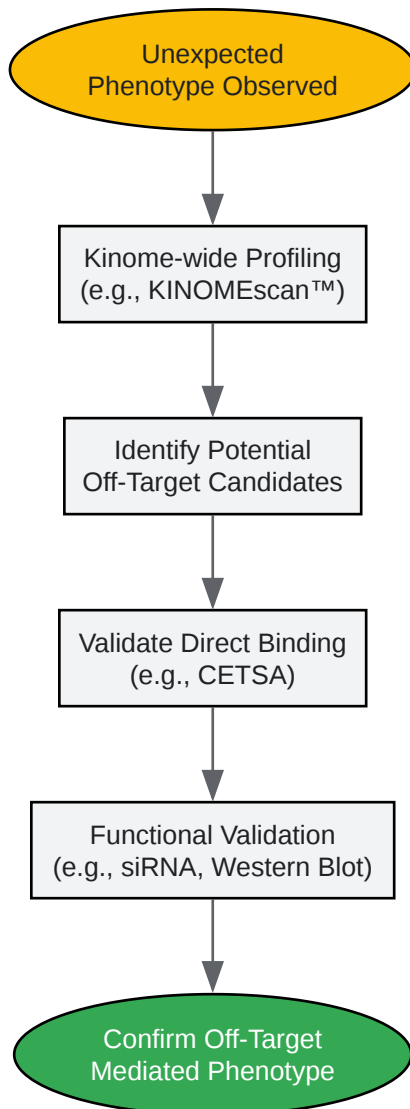 Unexpected
Phenotype Observed
Kinome-wide Profiling
(e.g., KINOMEscan™)
Identify Potential
Off-Target Candidates
Validate Direct Binding
(e.g., CETSA)
Functional Validation
(e.g., siRNA, Western Blot)
Confirm Off-Target
Mediated Phenotype